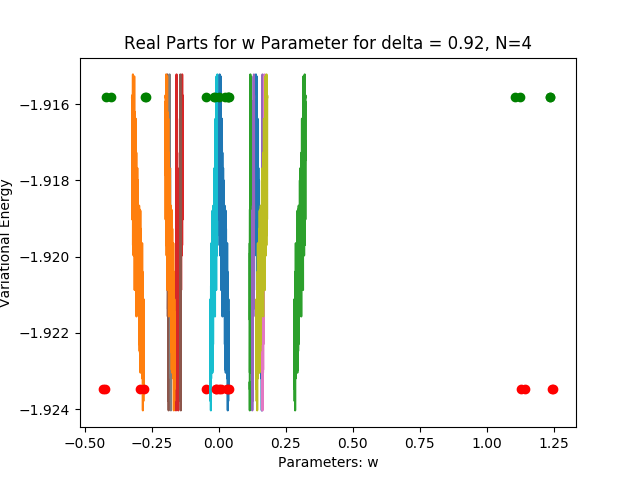 Real Parts for w Parameter for delta = 0.92, N=4
Variational Energy
−1.916
−1.918
−1.920
−1.922
−1.924
−0.50 −0.25 0.00 0.25 0.50 0.75 1.00 1.25
Parameters: w